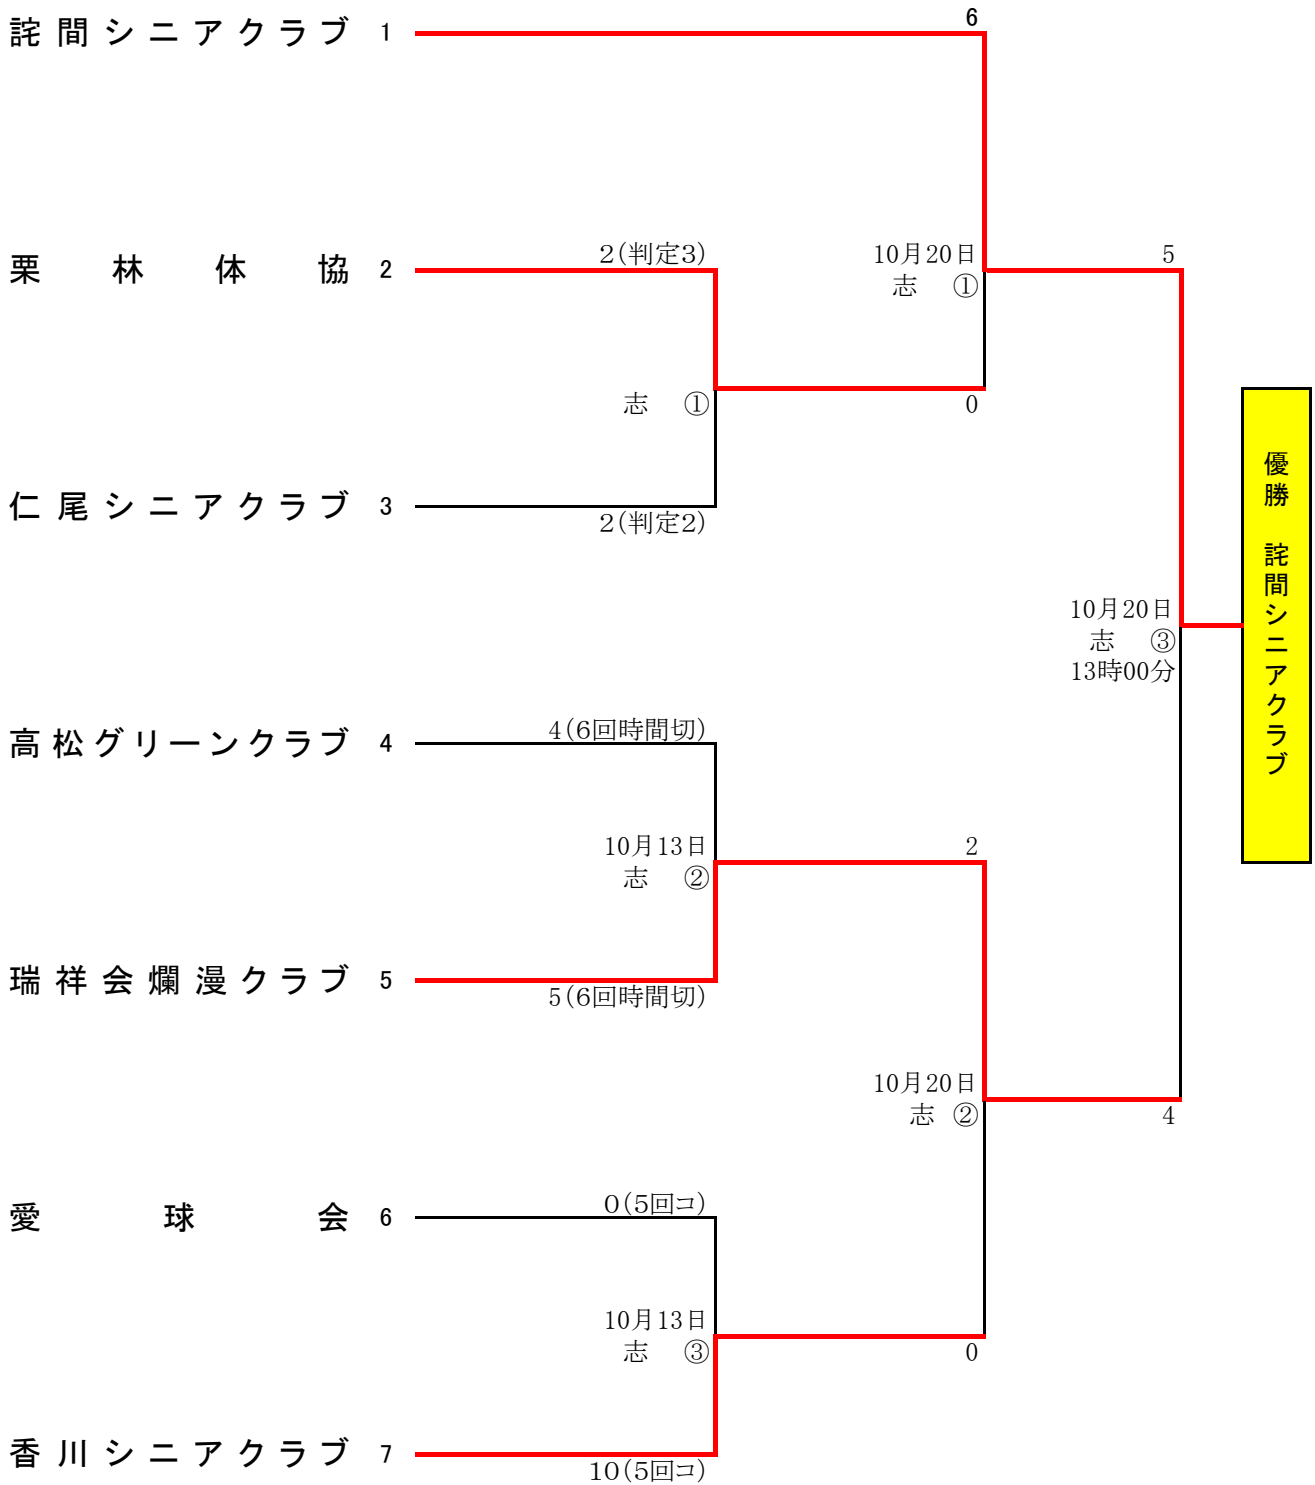 詫間シニアクラブ 1
6
栗林体協 2
2(判定3)
10月20日
志 ①
5
志 ①
0
仁尾シニアクラブ 3
2(判定2)
優勝 詫間シニアクラブ
10月20日
志 ③
13時00分
高松グリーンクラブ 4
4(6回時間切)
10月13日
志 ②
2
瑞祥会爛漫クラブ 5
5(6回時間切)
10月20日
志 ②
4
愛球会 6
0(5回コ)
10月13日
志 ③
0
香川シニアクラブ 7
10(5回コ)